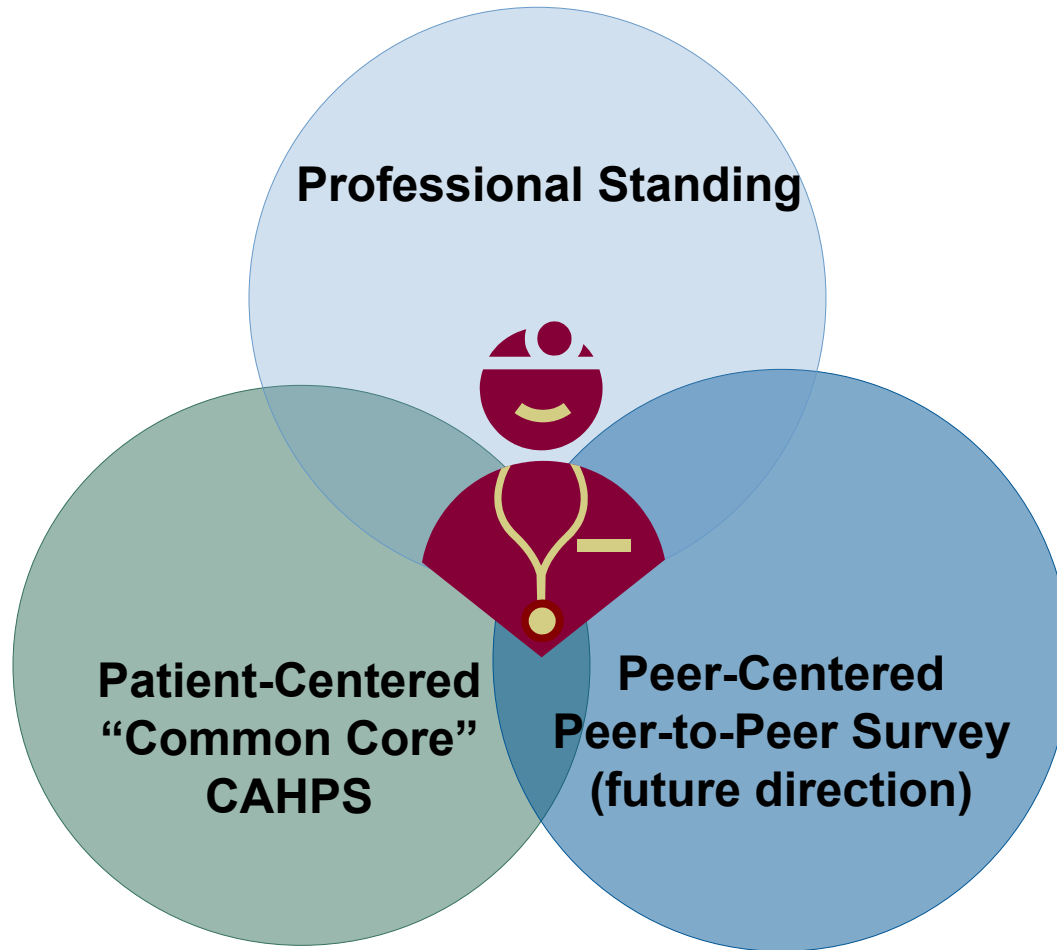 Professional Standing
Patient-Centered
“Common Core”
CAHPS
Peer-Centered
Peer-to-Peer Survey
(future direction)